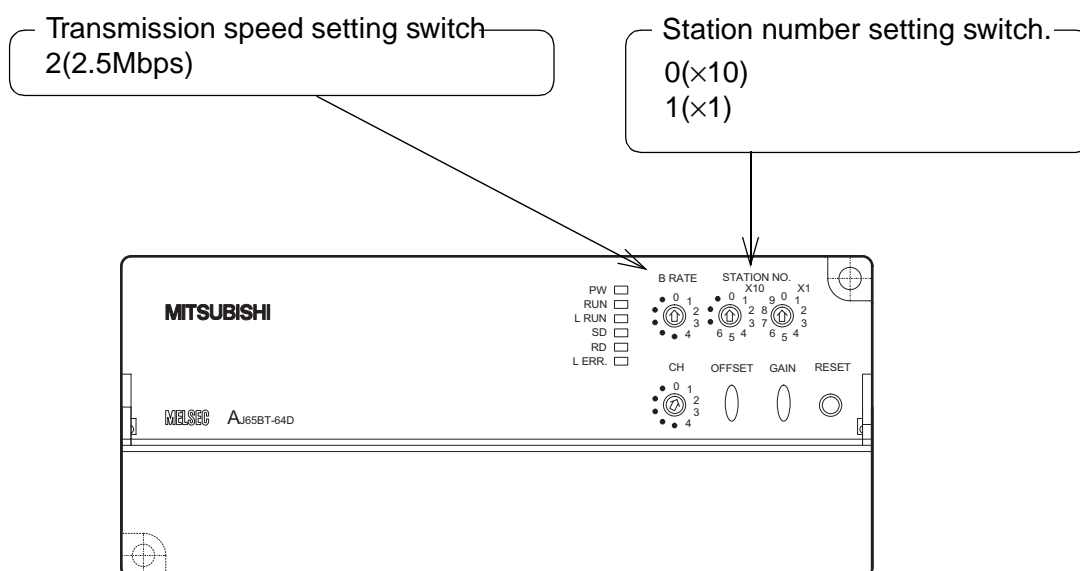 Transmission speed setting switch
2(2.5Mbps)
Station number setting switch.
0(×10)
1(×1)
MITSUBISHI
PW
RUN
L RUN
SD
RD
L ERR.
B RATE
0 1 2 3 4
STATION NO.
X10
0 1 2 3 4 5 6
X1
0 1 2 3 4 5 6 7 8 9
CH
0 1 2 3 4
OFFSET
GAIN
RESET
MELSEC AJ65BT-64D